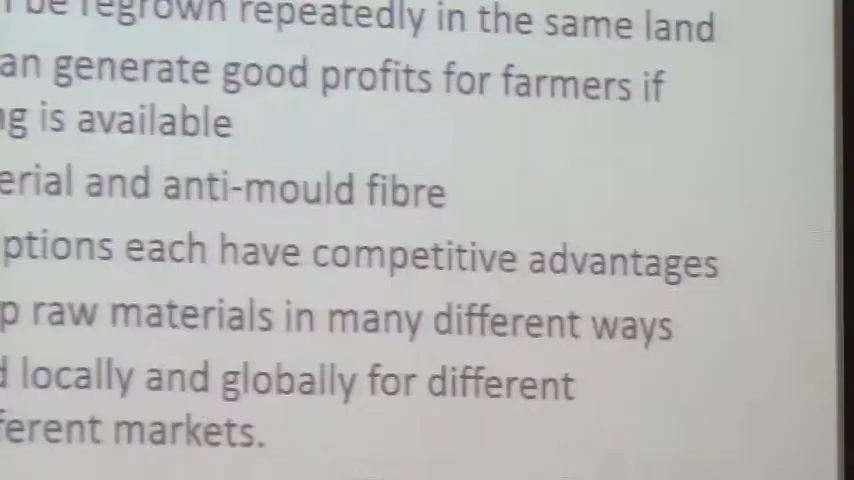 be regrown repeatedly in the same land
an generate good profits for farmers if
g is available
erial and anti-mould fibre
ptions each have competitive advantages
p raw materials in many different ways
locally and globally for different
ferent markets.